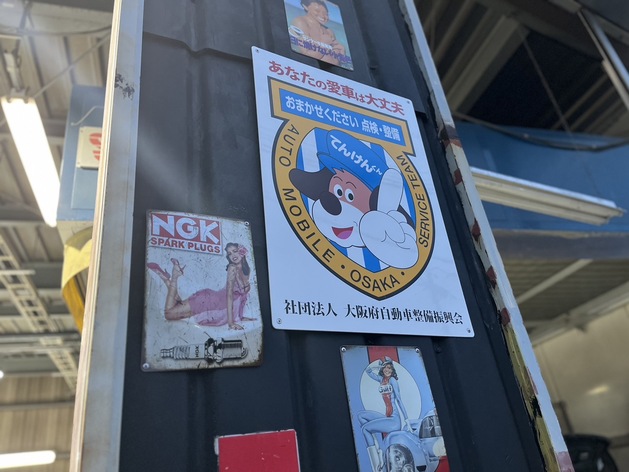 あなたの愛車は大丈夫
おまかせください 点検・整備
てんけんくん
AUTO MOBILE・OSAKA・SERVICE TEAM
社団法人 大阪府自動車整備振興会
NGK
SPARK PLUGS